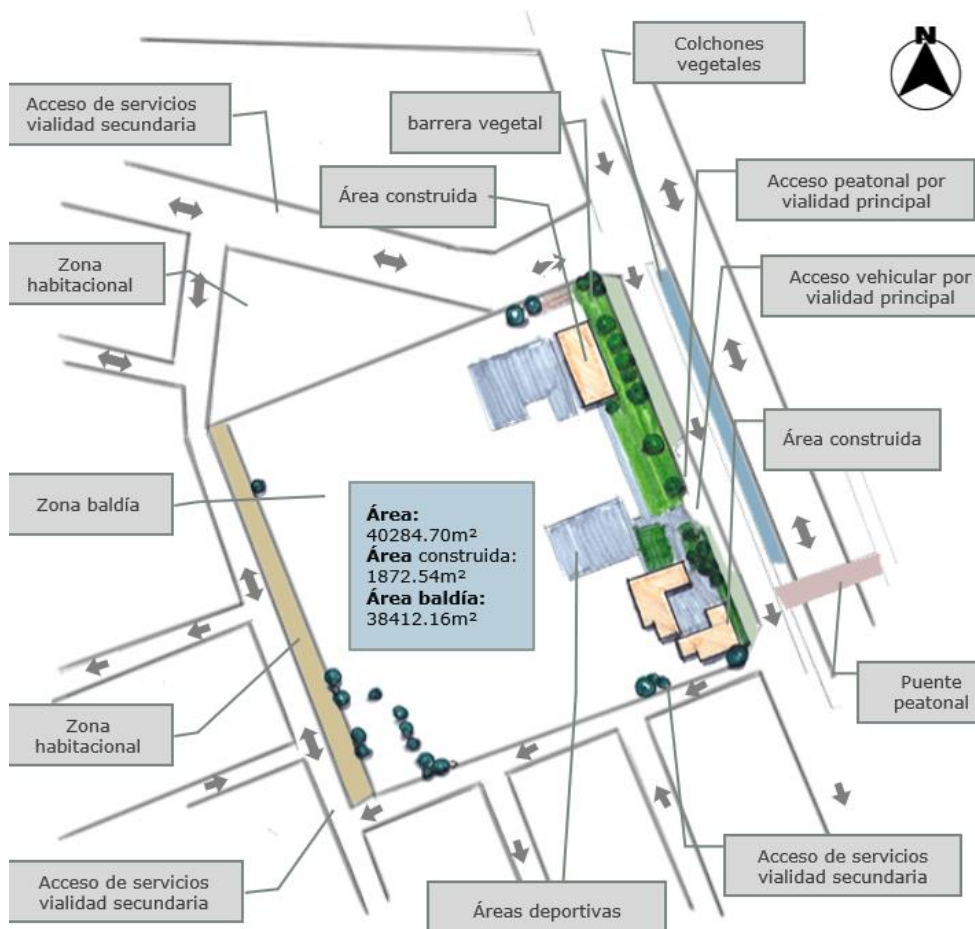 N
Colchones
vegetales
Acceso de servicios
vialidad secundaria
barrera vegetal
Área construida
Acceso peatonal por
vialidad principal
Zona
habitacional
Acceso vehicular por
vialidad principal
Área construida
Zona baldía
Área:
40284.70m²
Área construida:
1872.54m²
Área baldía:
38412.16m²
Zona
habitacional
Puente
peatonal
Acceso de servicios
vialidad secundaria
Áreas deportivas
Acceso de servicios
vialidad secundaria